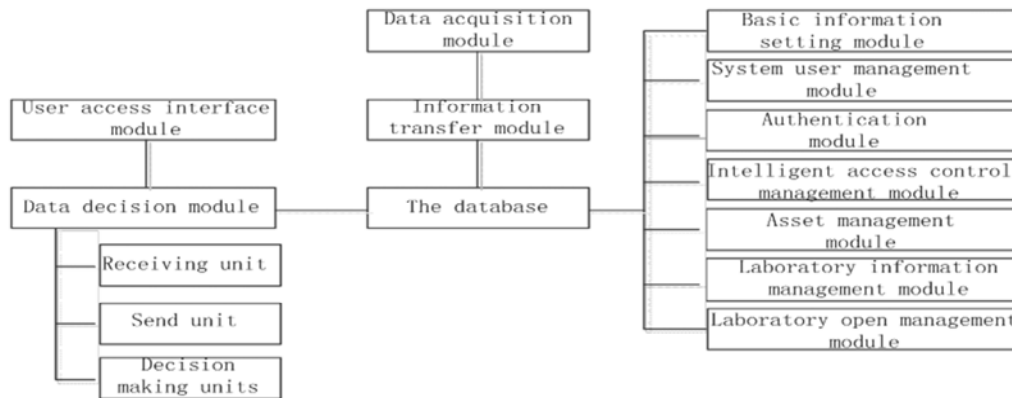 Data acquisition
module
Basic information
setting module
System user management
module
User access interface
module
Information
transfer module
Authentication
module
Intelligent access control
management module
Data decision module
The database
Asset management
module
Receiving unit
Laboratory information
management module
Send unit
Laboratory open management
module
Decision
making units